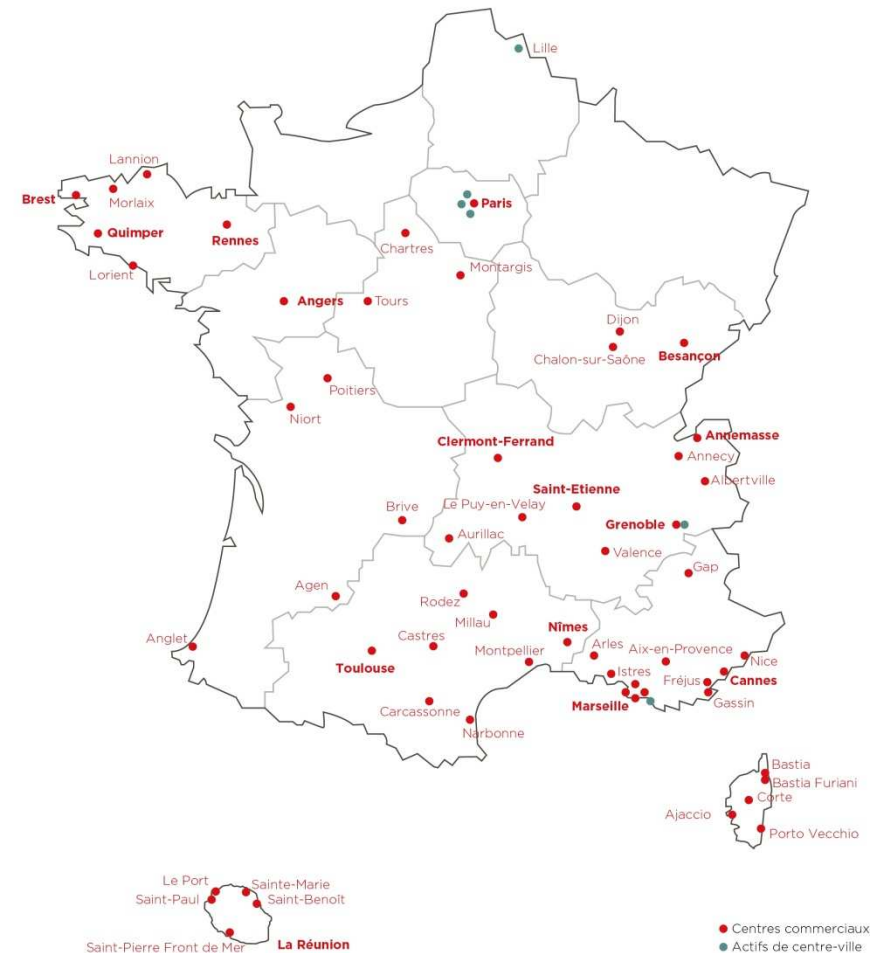 Lille
Lannion
Brest
Morlaix
Paris
Quimper
Rennes
Chartres
Lorient
Montargis
Angers
Tours
Dijon
Chalon-sur-Saône
Besançon
Poitiers
Niort
Clermont-Ferrand
Annemasse
Annecy
Albertville
Saint-Etienne
Brive
Le Puy-en-Velay
Grenoble
Aurillac
Valence
Gap
Agen
Rodez
Millau
Nîmes
Anglet
Castres
Toulouse
Montpellier
Arles
Aix-en-Provence
Nice
Istres
Fréjus
Cannes
Carcassonne
Marseille
Gassin
Narbonne
Bastia
Bastia Furiani
Corte
Ajaccio
Porto Vecchio
Le Port
Sainte-Marie
Saint-Paul
Saint-Benoît
Saint-Pierre Front de Mer
La Réunion
Centres commerciaux
Actifs de centre-ville